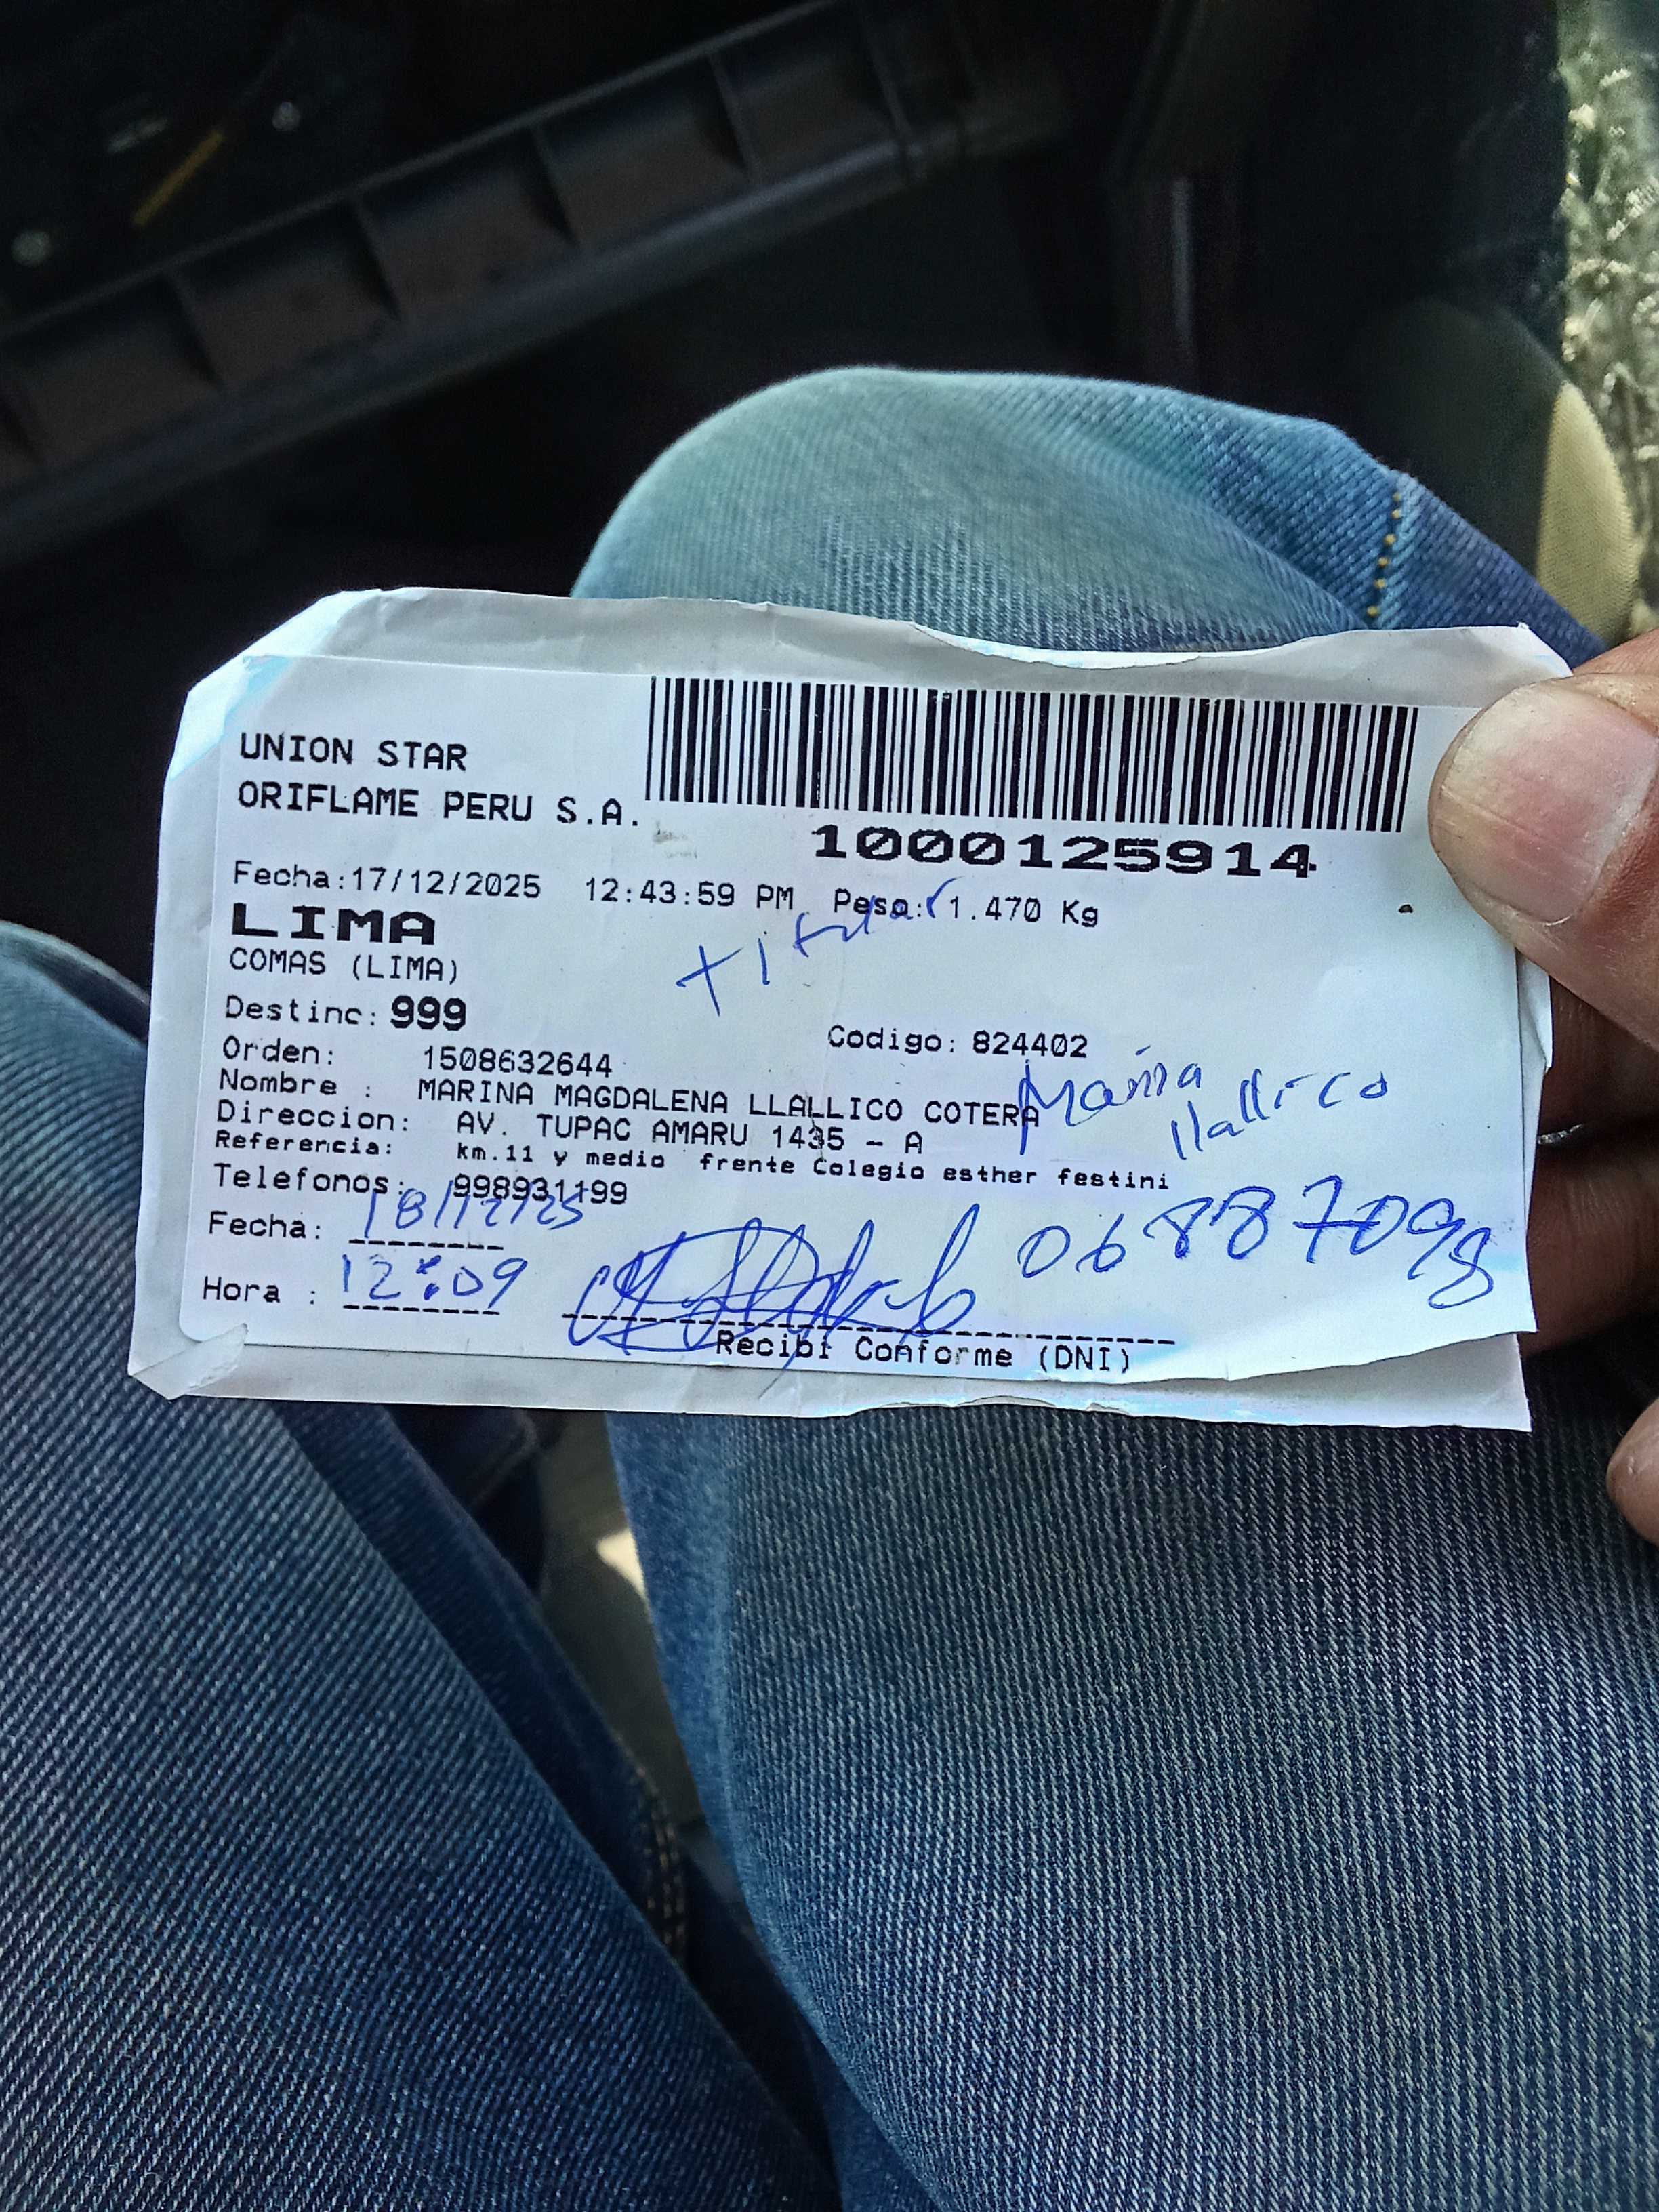 UNION STAR
ORIFLAME PERU S.A.
1000125914
Fecha:17/12/2025 12:43:59 PM Peso: 1.470 Kg
titular
LIMA
COMAS (LIMA)
Destino: 999
Codigo: 824402
Orden: 1508632644
Nombre : MARINA MAGDALENA LLALLICO COTERA
Marina
llallico
Direccion: AV. TUPAC AMARU 1435 - A
Referencia: km.11 y medio frente Colegio esther festini
Telefonos: 998931199
Fecha: 18/12/25
06887098
Hora : 12:09
Recibi Conforme (DNI)